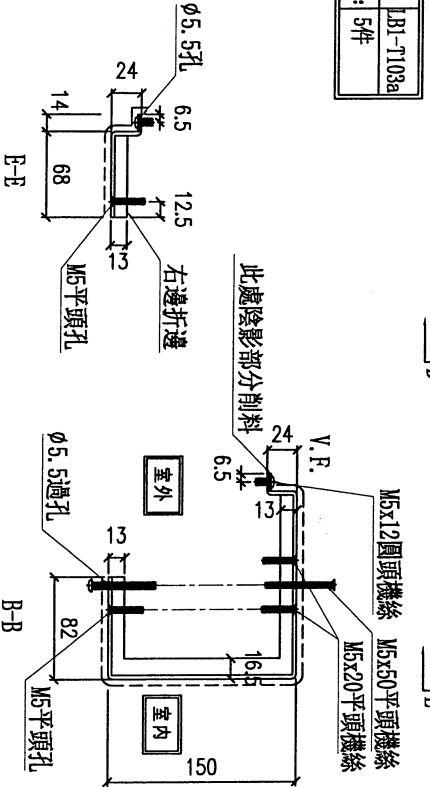 LB1-T103a
: 5件
ø5.5孔
24
6.5
14
68
12.5
13
E-E
右邊折邊
M5平頭孔
此處陰影部分削料
V.F.
24
6.5
13
M5x12圓頭機絲
M5x50平頭機絲
M5x20平頭機絲
室外
ø5.5過孔
13
82
16.5
B-B
M5平頭孔
室内
150